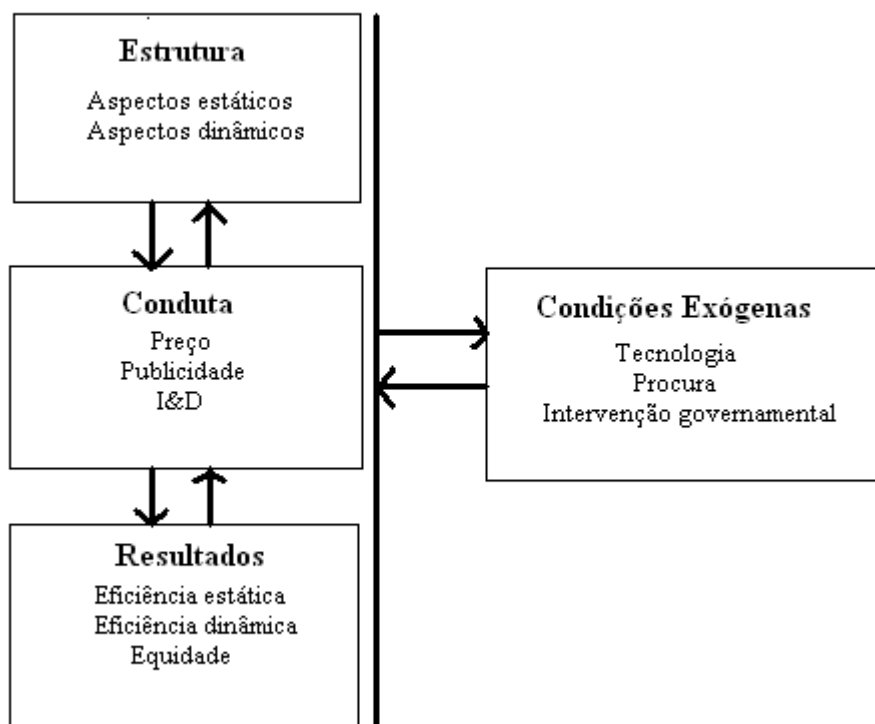 Estrutura
Aspectos estáticos
Aspectos dinâmicos
Conduta
Preço
Publicidade
I&D
Condições Exógenas
Tecnologia
Procura
Intervenção governamental
Resultados
Eficiência estática
Eficiência dinâmica
Equidade